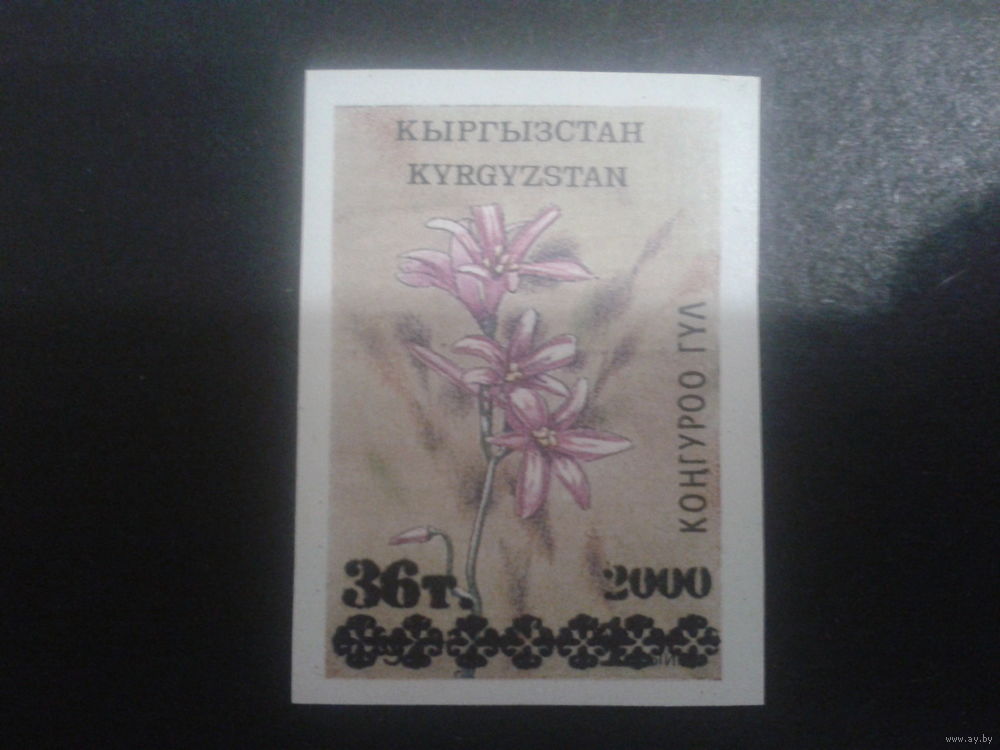 КЫРГЫЗСТАН
KYRGYZSTAN
КОҢГУРОО ГҮЛ
36т.
2000
www.ay.by